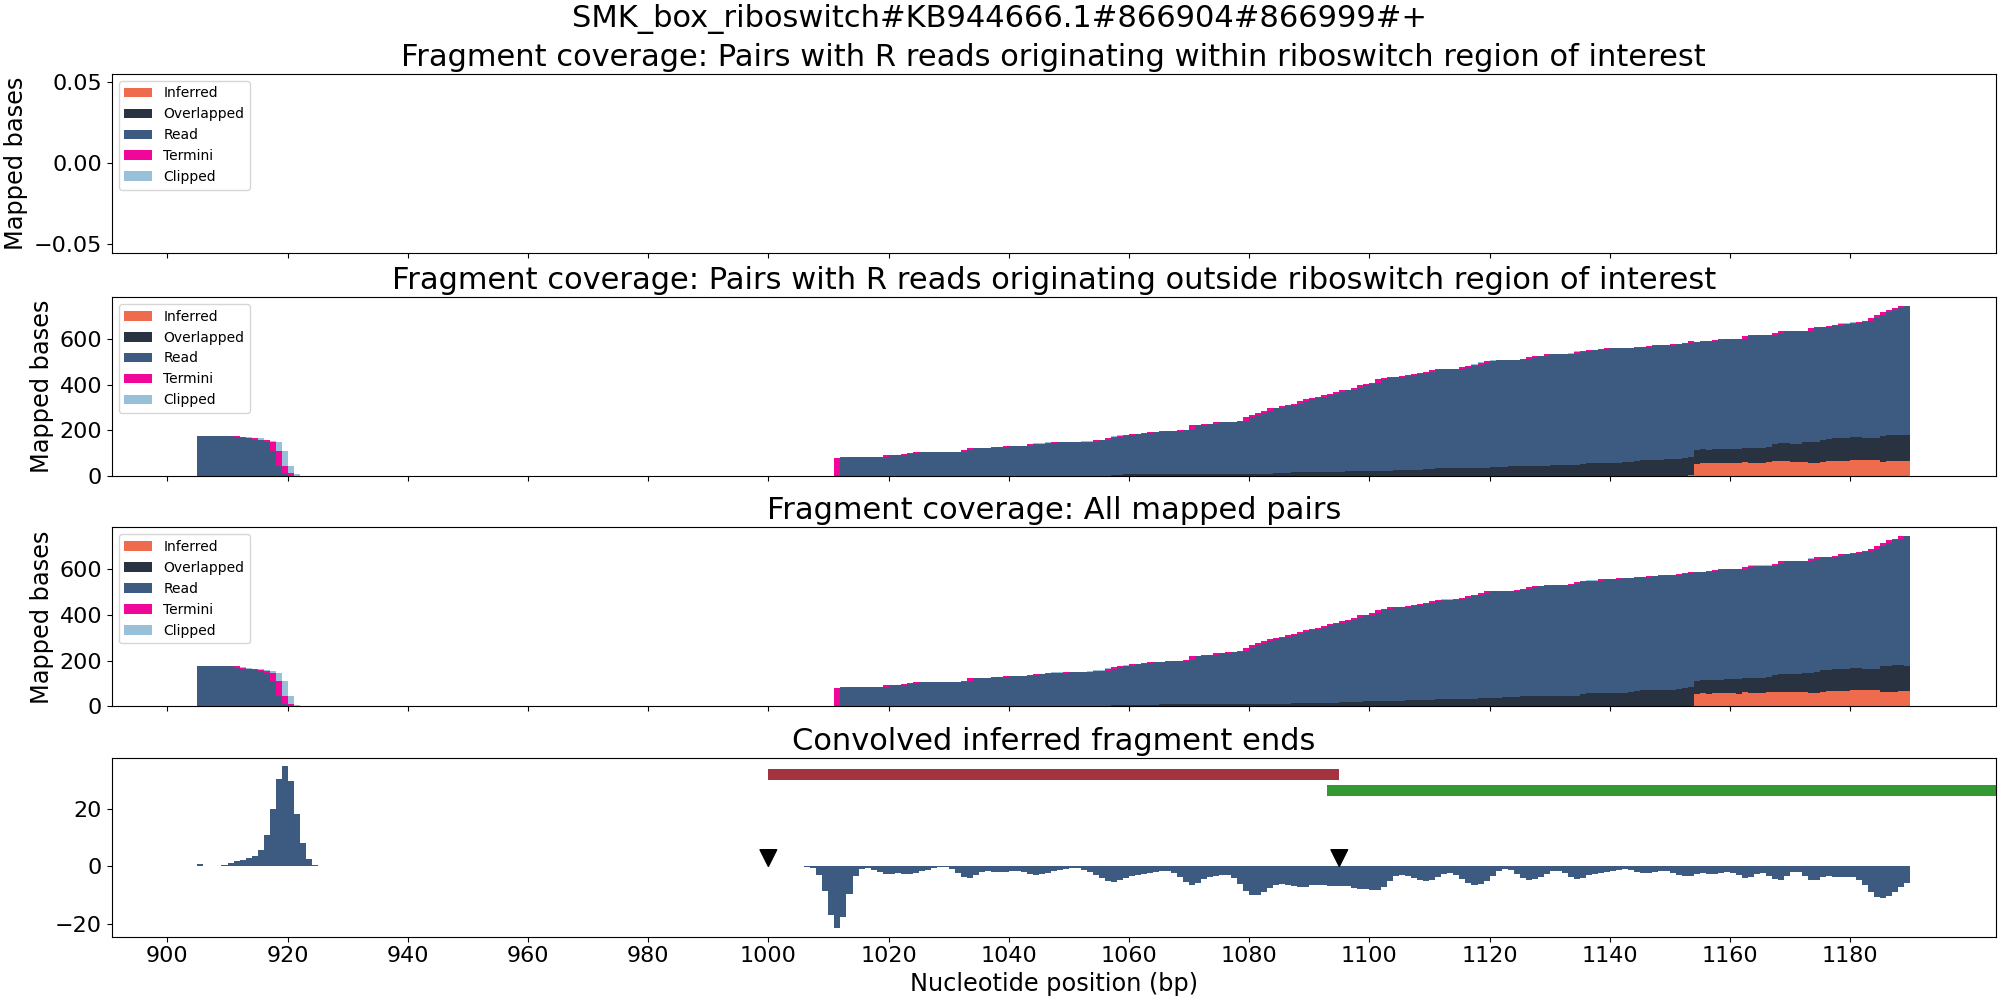 SMK_box_riboswitch#KB944666.1#866904#866999#+
Fragment coverage: Pairs with R reads originating within riboswitch region of interest
Mapped bases
0.05
0.00
−0.05
Inferred
Overlapped
Read
Termini
Clipped
Fragment coverage: Pairs with R reads originating outside riboswitch region of interest
Mapped bases
600
400
200
0
Inferred
Overlapped
Read
Termini
Clipped
Fragment coverage: All mapped pairs
Mapped bases
600
400
200
0
Inferred
Overlapped
Read
Termini
Clipped
Convolved inferred fragment ends
20
0
−20
900 920 940 960 980 1000 1020 1040 1060 1080 1100 1120 1140 1160 1180
Nucleotide position (bp)